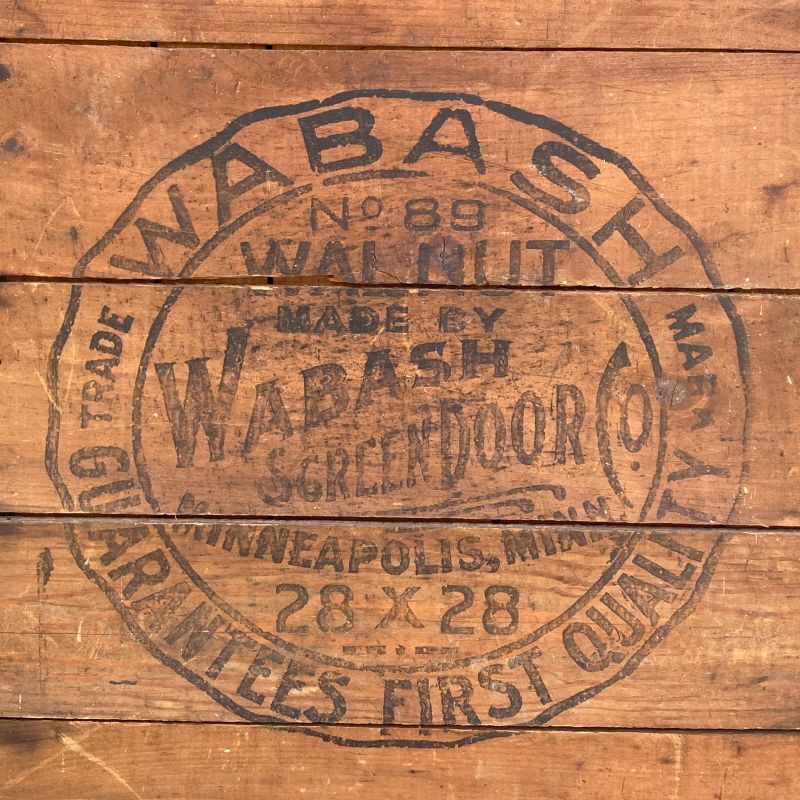 WABASH
TRADE MARK
No 89
WALNUT
MADE BY
WABASH
SCREEN DOOR CO.
MINNEAPOLIS, MINN.
28 X 28
GUARANTEES FIRST QUALITY